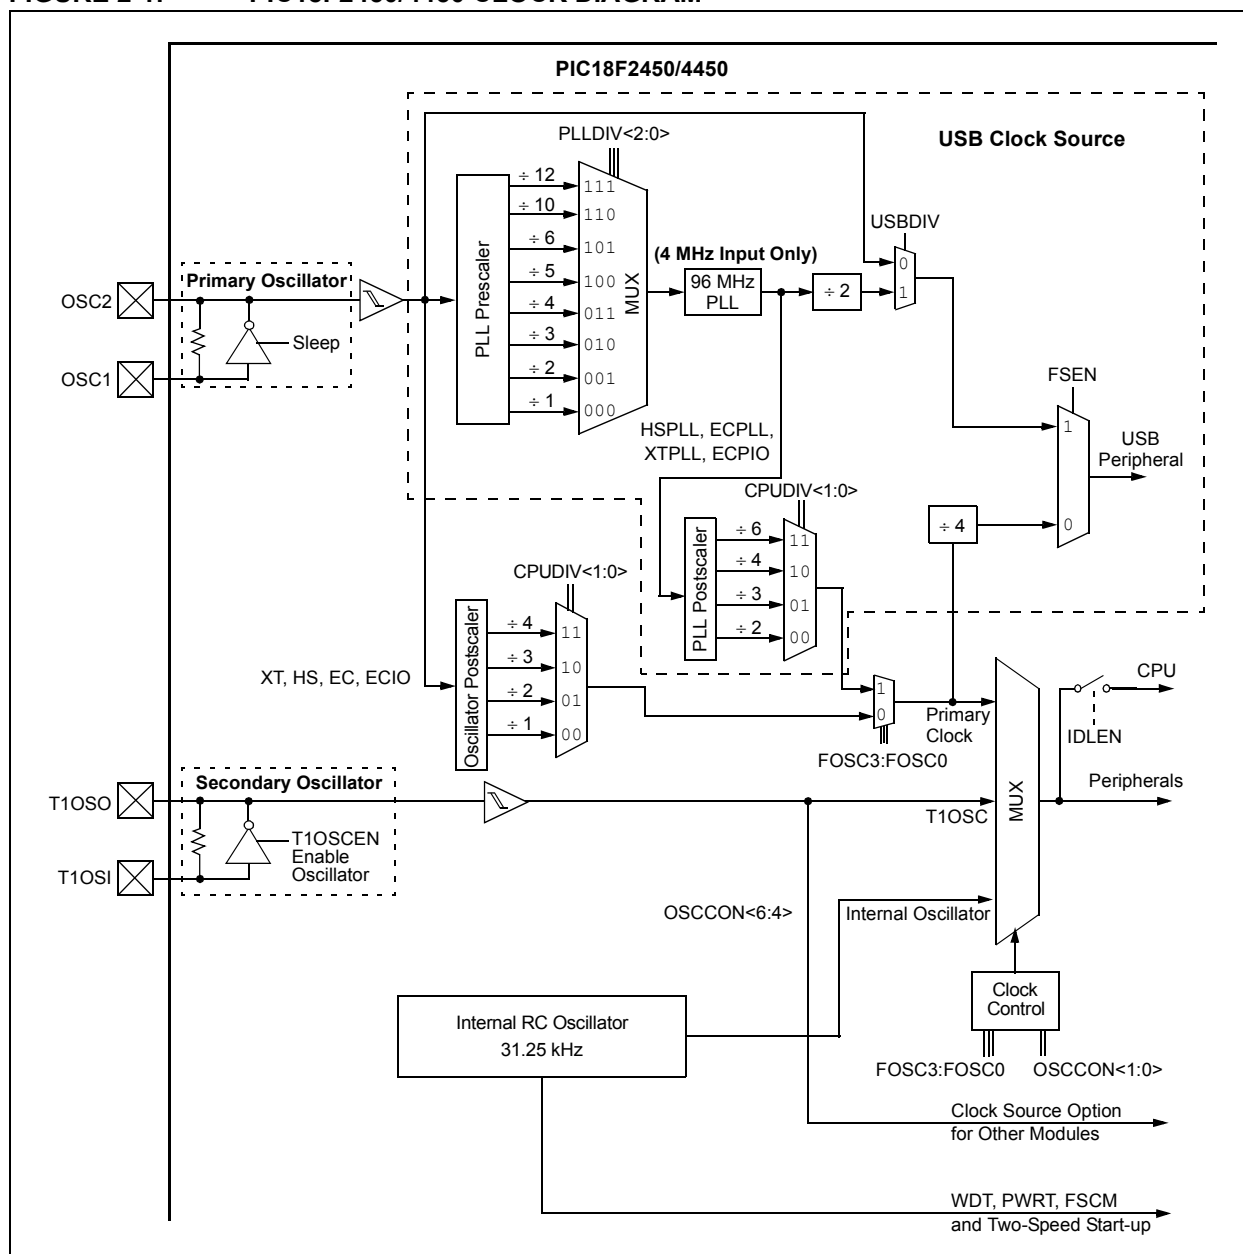 PIC18F2450/4450
PLLDIV<2:0>
USB Clock Source
÷ 12
111
÷ 10
110
÷ 6
101
÷ 5
100
÷ 4
011
÷ 3
010
÷ 2
001
÷ 1
000
PLL Prescaler
MUX
USBDIV
(4 MHz Input Only)
96 MHz
PLL
÷ 2
0
1
Primary Oscillator
OSC2
Sleep
OSC1
FSEN
1
0
USB
Peripheral
HSPLL, ECPLL,
XTPLL, ECPIO
CPUDIV<1:0>
PLL Postscaler
÷ 6
11
÷ 4
10
÷ 3
01
÷ 2
00
÷ 4
CPUDIV<1:0>
Oscillator Postscaler
÷ 4
11
÷ 3
10
÷ 2
01
÷ 1
00
XT, HS, EC, ECIO
1
0
FOSC3:FOSC0
Primary
Clock
CPU
IDLEN
Peripherals
MUX
Secondary Oscillator
T1OSO
T1OSCEN
Enable
Oscillator
T1OSI
T1OSC
OSCCON<6:4>
Internal Oscillator
Clock
Control
FOSC3:FOSC0
OSCCON<1:0>
Internal RC Oscillator
31.25 kHz
Clock Source Option
for Other Modules
WDT, PWRT, FSCM
and Two-Speed Start-up